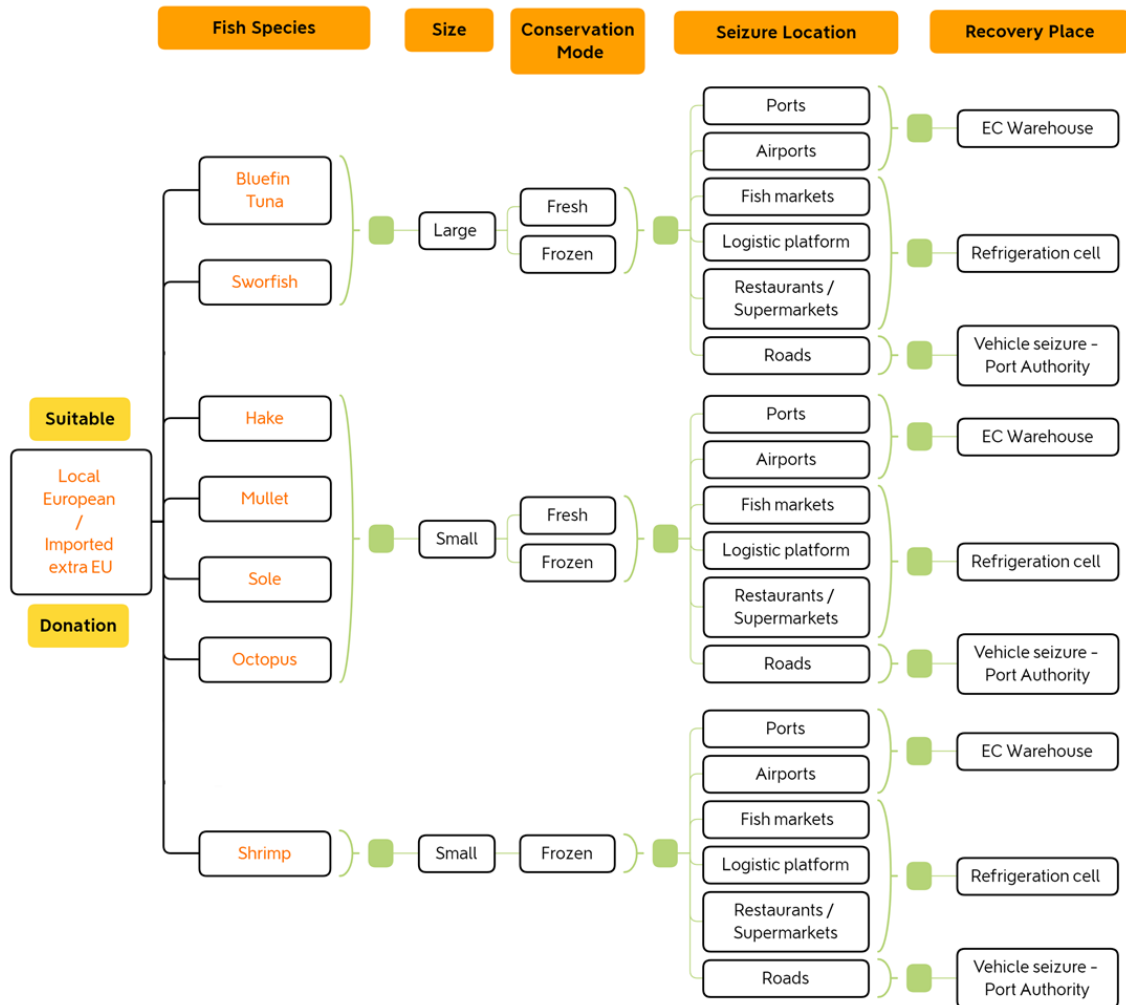 Fish Species
Size
Conservation
Mode
Seizure Location
Recovery Place
Bluefin
Tuna
Sworfish
Large
Fresh
Frozen
Ports
Airports
Fish markets
Logistic platform
Restaurants /
Supermarkets
Roads
EC Warehouse
Refrigeration cell
Vehicle seizure -
Port Authority
Suitable
Local
European
/
Imported
extra EU
Donation
Hake
Mullet
Sole
Octopus
Small
Fresh
Frozen
Ports
Airports
Fish markets
Logistic platform
Restaurants /
Supermarkets
Roads
EC Warehouse
Refrigeration cell
Vehicle seizure -
Port Authority
Shrimp
Small
Frozen
Ports
Airports
Fish markets
Logistic platform
Restaurants /
Supermarkets
Roads
EC Warehouse
Refrigeration cell
Vehicle seizure -
Port Authority